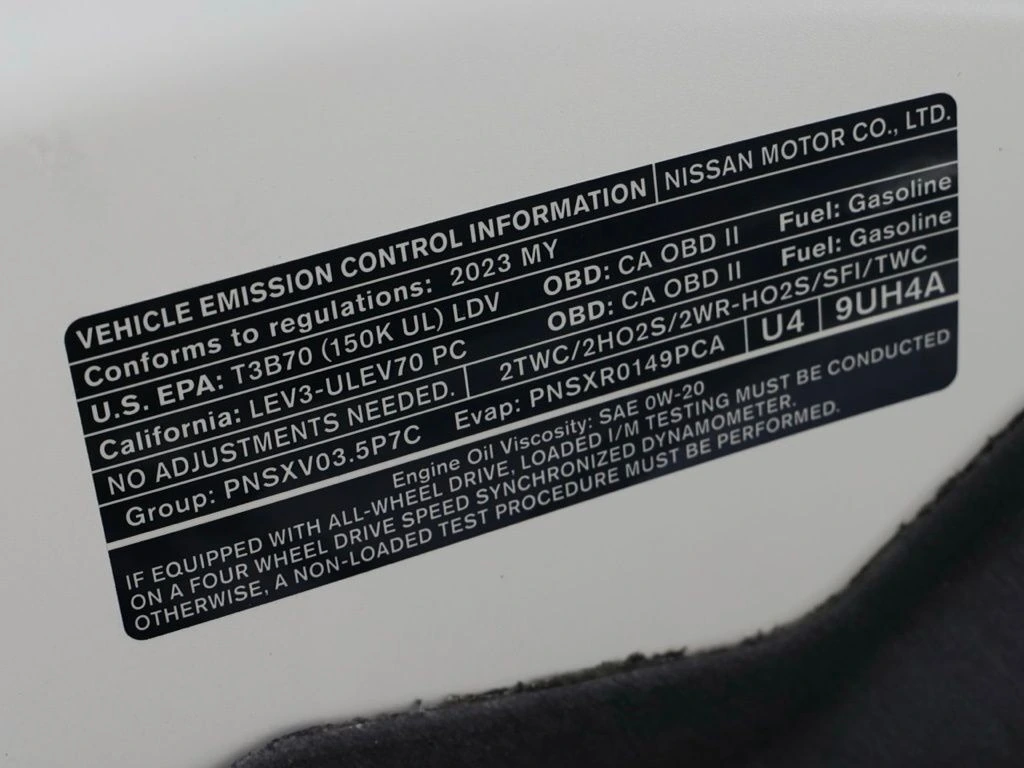 VEHICLE EMISSION CONTROL INFORMATION | NISSAN MOTOR CO., LTD.
Conforms to regulations: 2023 MY
U.S. EPA: T3B70 (150K UL) LDV OBD: CA OBD II Fuel: Gasoline
California: LEV3-ULEV70 PC OBD: CA OBD II Fuel: Gasoline
NO ADJUSTMENTS NEEDED. | 2TWC/2HO2S/2WR-HO2S/SFI/TWC
Group: PNSXV03.5P7C Evap: PNSXR0149PCA | U4 | 9UH4A
Engine Oil Viscosity: SAE 0W-20
IF EQUIPPED WITH ALL-WHEEL DRIVE, LOADED I/M TESTING MUST BE CONDUCTED
ON A FOUR WHEEL DRIVE SPEED SYNCHRONIZED DYNAMOMETER.
OTHERWISE, A NON-LOADED TEST PROCEDURE MUST BE PERFORMED.